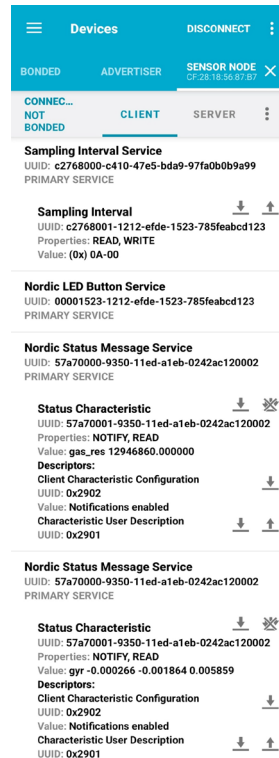 Devices
DISCONNECT
BONDED
ADVERTISER
SENSOR NODE
CF:28:18:56:87:B7
CONNEC...
NOT
BONDED
CLIENT
SERVER
Sampling Interval Service
UUID: c2768000-c410-47e5-bda9-97fa0b0b9a99
PRIMARY SERVICE
Sampling Interval
UUID: c2768001-1212-efde-1523-785feabcd123
Properties: READ, WRITE
Value: (0x) 0A-00
Nordic LED Button Service
UUID: 00001523-1212-efde-1523-785feabcd123
PRIMARY SERVICE
Nordic Status Message Service
UUID: 57a70000-9350-11ed-a1eb-0242ac120002
PRIMARY SERVICE
Status Characteristic
UUID: 57a70001-9350-11ed-a1eb-0242ac120002
Properties: NOTIFY, READ
Value: gas_res 12946860.000000
Descriptors:
Client Characteristic Configuration
UUID: 0x2902
Value: Notifications enabled
Characteristic User Description
UUID: 0x2901
Nordic Status Message Service
UUID: 57a70000-9350-11ed-a1eb-0242ac120002
PRIMARY SERVICE
Status Characteristic
UUID: 57a70001-9350-11ed-a1eb-0242ac120002
Properties: NOTIFY, READ
Value: gyr -0.000266 -0.001864 0.005859
Descriptors:
Client Characteristic Configuration
UUID: 0x2902
Value: Notifications enabled
Characteristic User Description
UUID: 0x2901